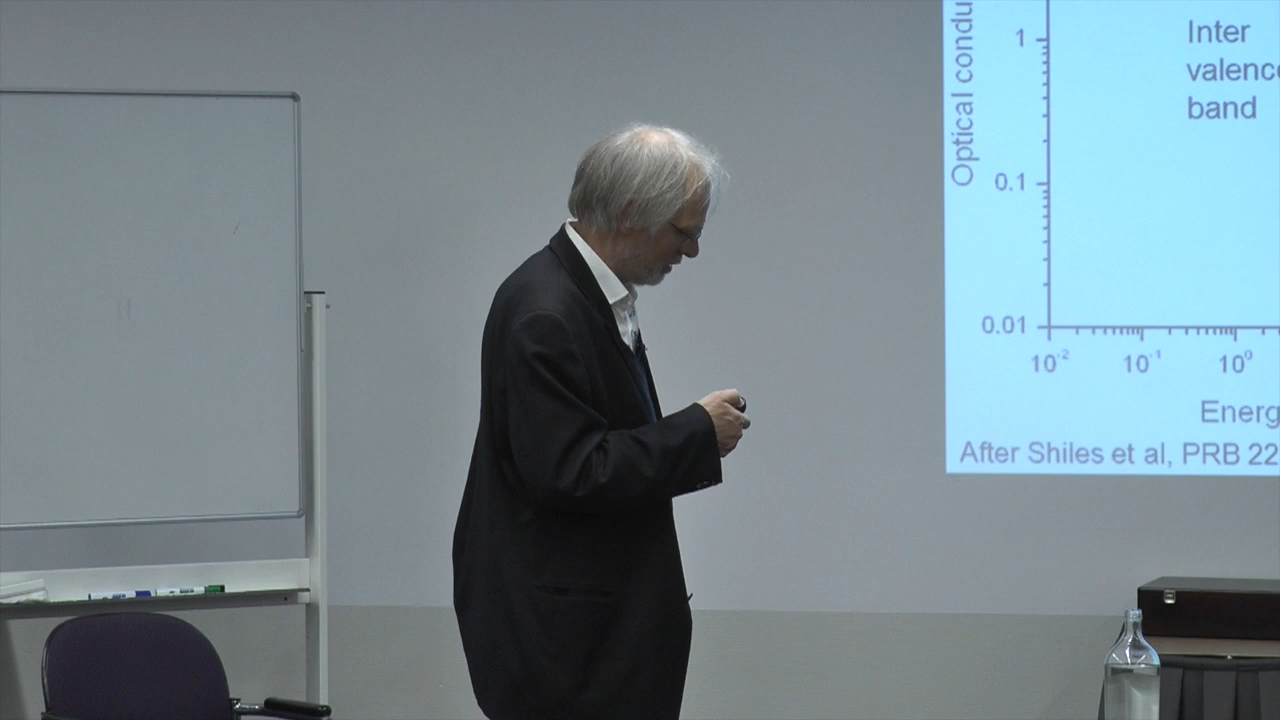 Optical condu
1
0.1
0.01
Inter
valenc
band
10⁻² 10⁻¹ 10⁰
Energ
After Shiles et al, PRB 22